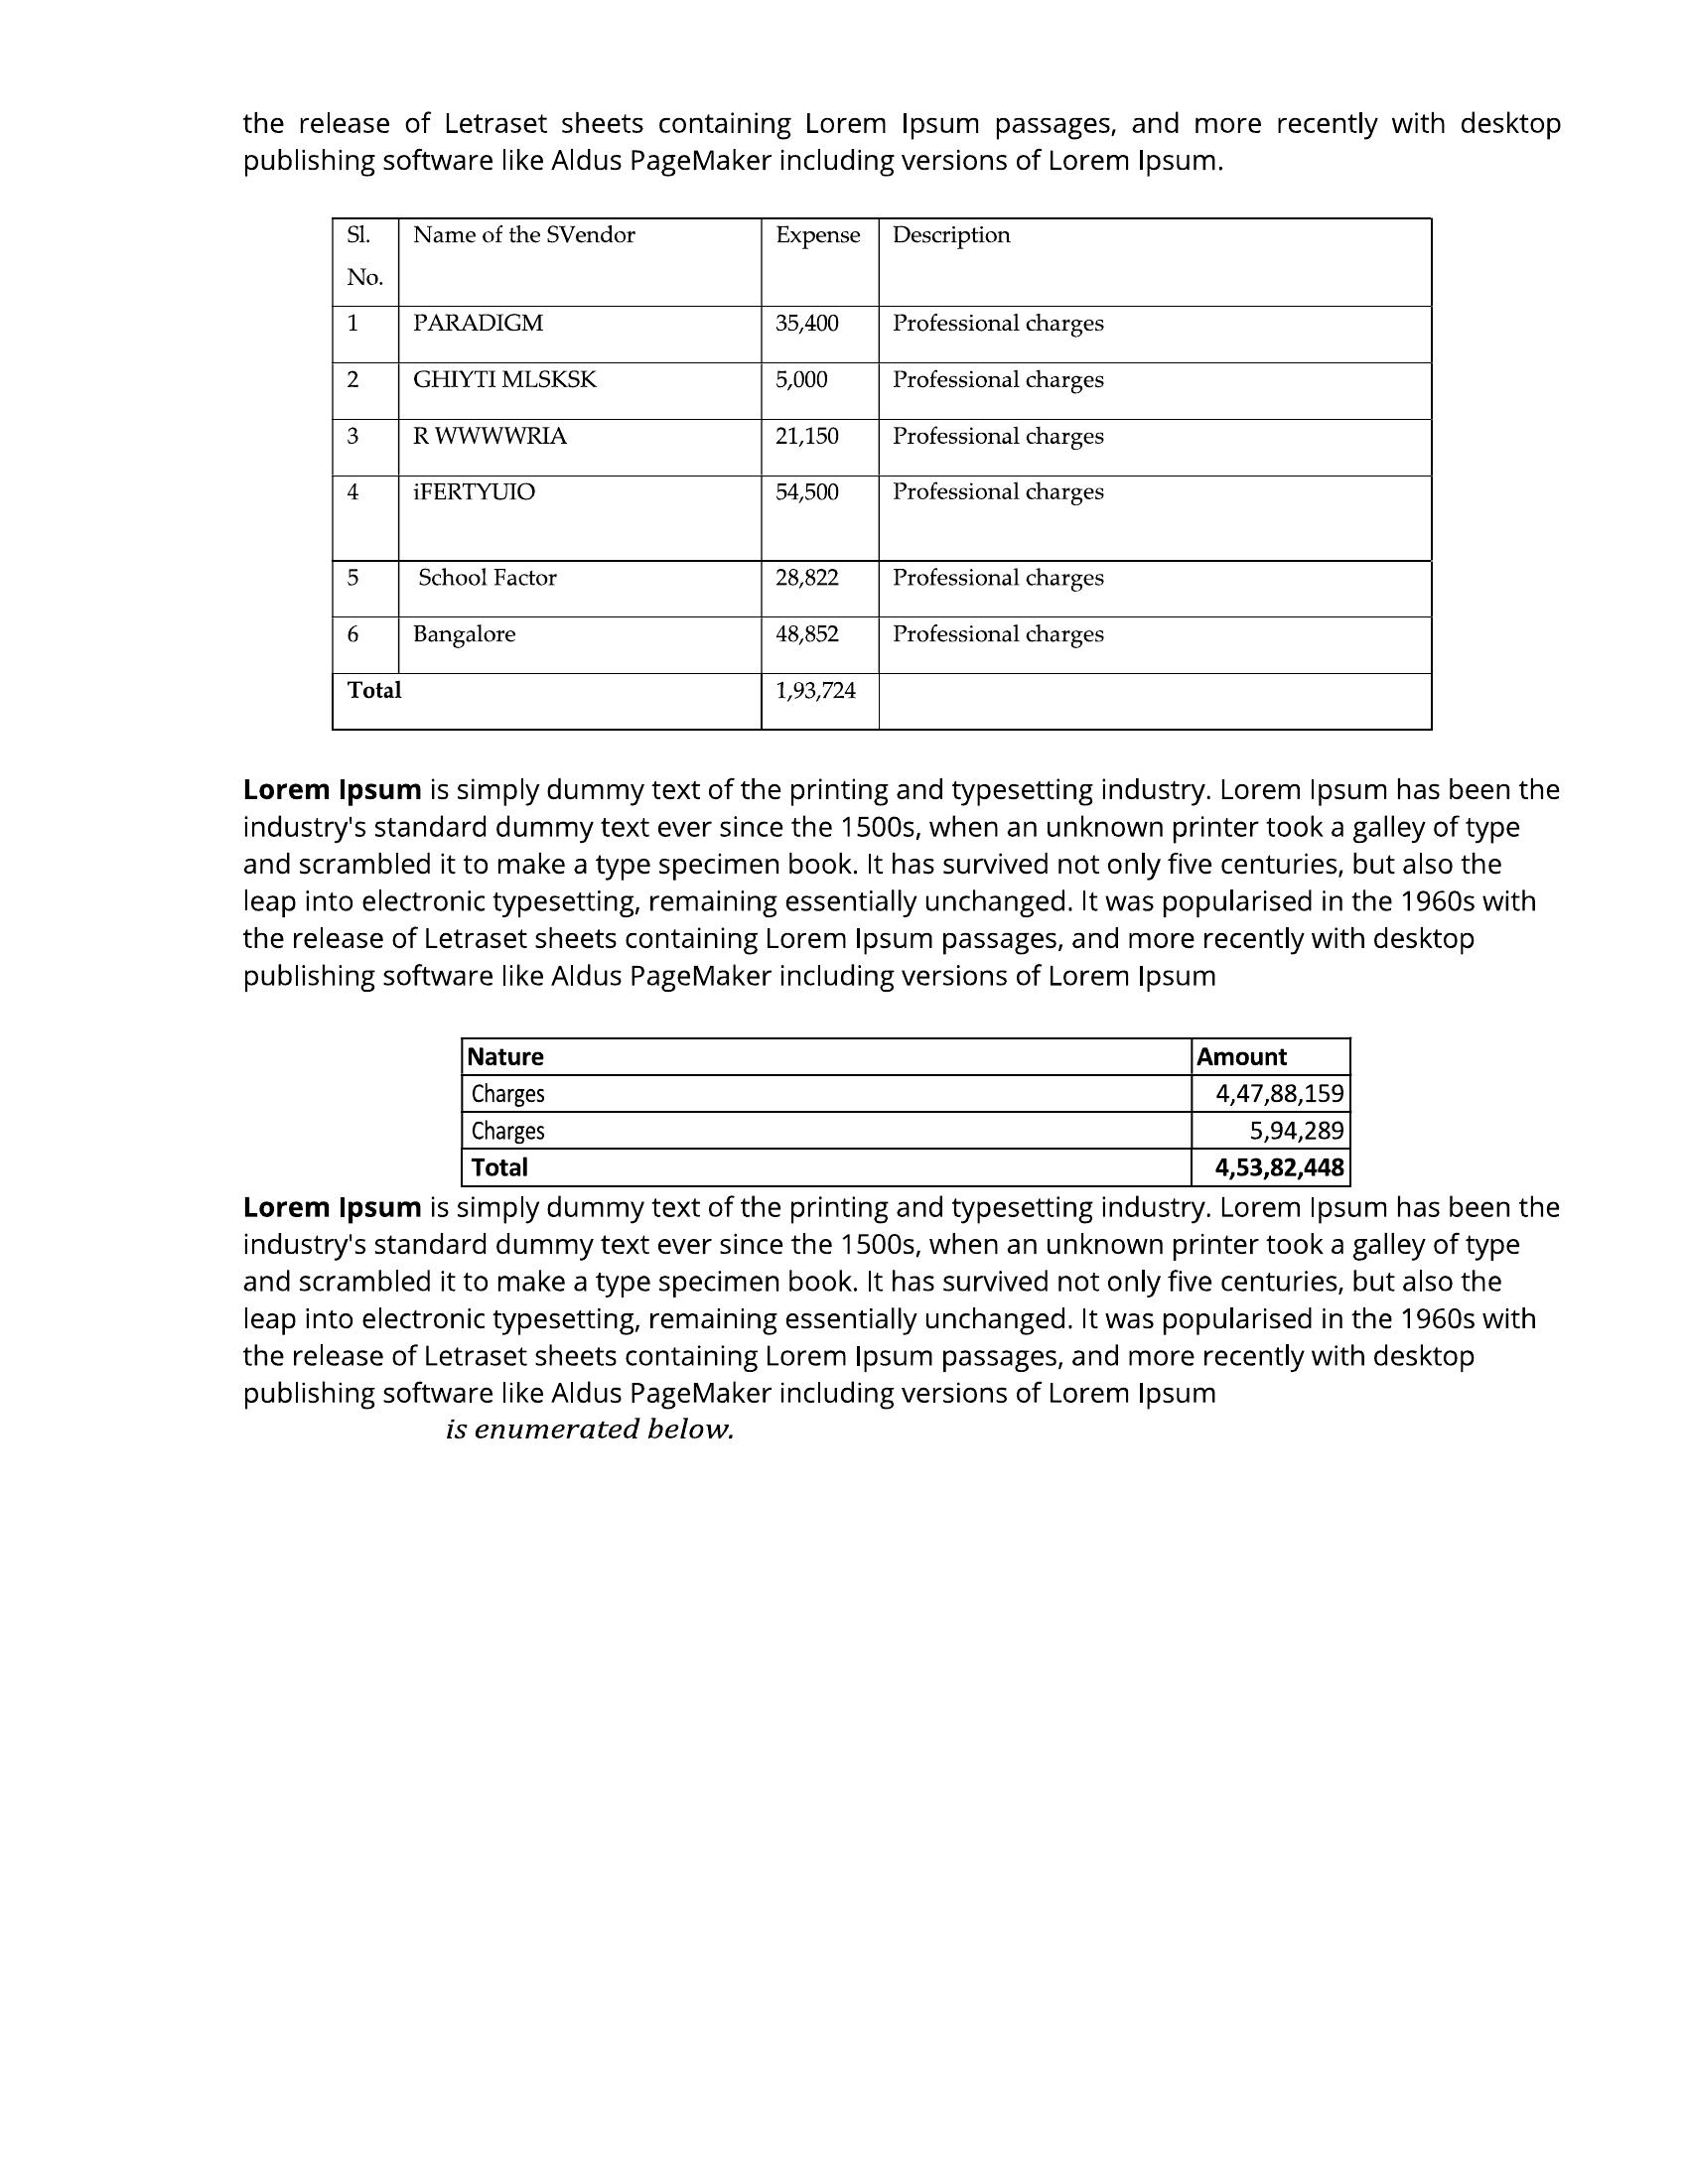 the release of Letraset sheets containing Lorem Ipsum passages, and more recently with desktop
publishing software like Aldus PageMaker including versions of Lorem Ipsum.
Sl. No. Name of the SVendor Expense Description
1 PARADIGM 35,400 Professional charges
2 GHIYTI MLSKSK 5,000 Professional charges
3 R WWWWRIA 21,150 Professional charges
4 iFERTYUIO 54,500 Professional charges
5 School Factor 28,822 Professional charges
6 Bangalore 48,852 Professional charges
Total 1,93,724
Lorem Ipsum is simply dummy text of the printing and typesetting industry. Lorem Ipsum has been the
industry's standard dummy text ever since the 1500s, when an unknown printer took a galley of type
and scrambled it to make a type specimen book. It has survived not only five centuries, but also the
leap into electronic typesetting, remaining essentially unchanged. It was popularised in the 1960s with
the release of Letraset sheets containing Lorem Ipsum passages, and more recently with desktop
publishing software like Aldus PageMaker including versions of Lorem Ipsum
Nature Amount
Charges 4,47,88,159
Charges 5,94,289
Total 4,53,82,448
Lorem Ipsum is simply dummy text of the printing and typesetting industry. Lorem Ipsum has been the
industry's standard dummy text ever since the 1500s, when an unknown printer took a galley of type
and scrambled it to make a type specimen book. It has survived not only five centuries, but also the
leap into electronic typesetting, remaining essentially unchanged. It was popularised in the 1960s with
the release of Letraset sheets containing Lorem Ipsum passages, and more recently with desktop
publishing software like Aldus PageMaker including versions of Lorem Ipsum
is enumerated below.